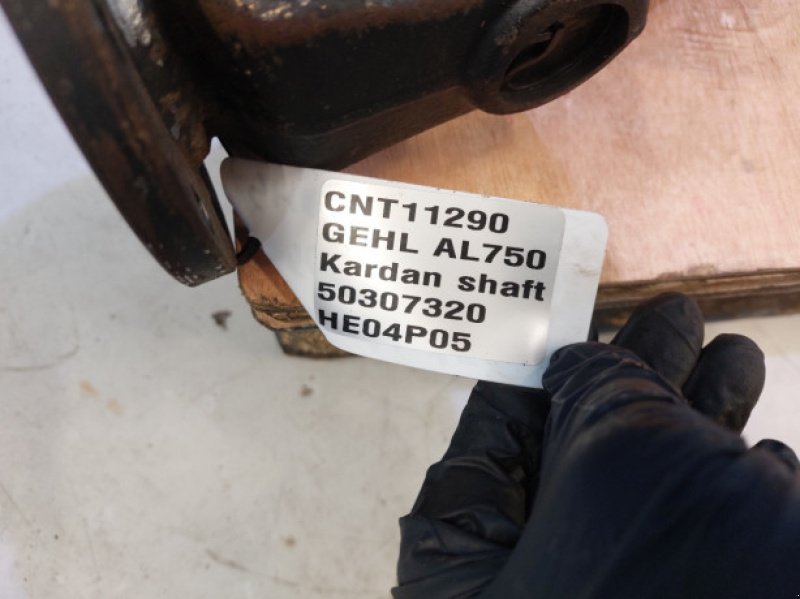 CNT11290
GEHL AL750
Kardan shaft
50307320
HE04P05